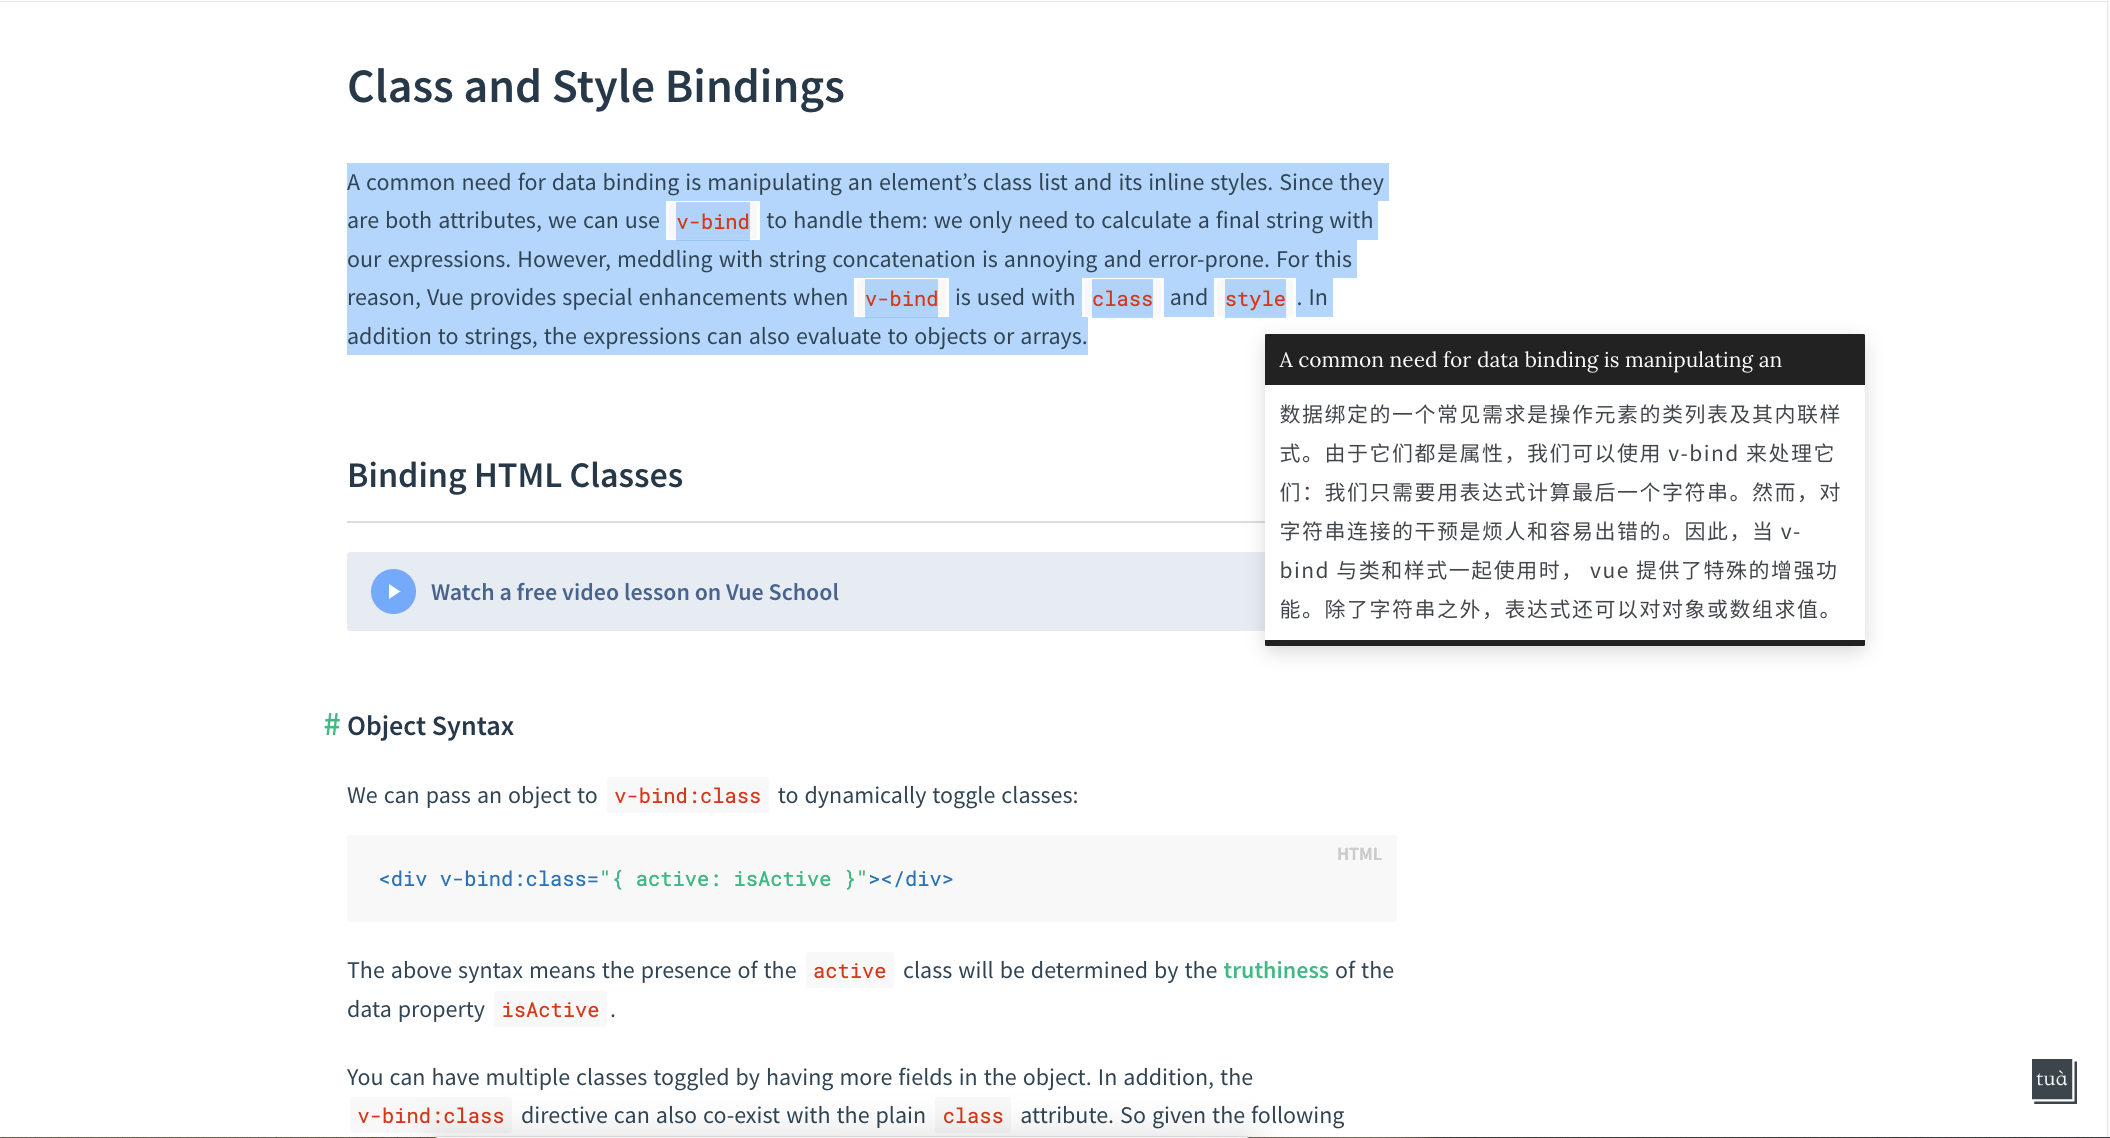 Class and Style Bindings
A common need for data binding is manipulating an element’s class list and its inline styles. Since they
are both attributes, we can use v-bind to handle them: we only need to calculate a final string with
our expressions. However, meddling with string concatenation is annoying and error-prone. For this
reason, Vue provides special enhancements when v-bind is used with class and style . In
addition to strings, the expressions can also evaluate to objects or arrays.
A common need for data binding is manipulating an
数据绑定的一个常见需求是操作元素的类列表及其内联样
式。由于它们都是属性，我们可以使用 v-bind 来处理它
们：我们只需要用表达式计算最后一个字符串。然而，对
字符串连接的干预是烦人和容易出错的。因此，当 v-
bind 与类和样式一起使用时， vue 提供了特殊的增强功
能。除了字符串之外，表达式还可以对对象或数组求值。
Binding HTML Classes
Watch a free video lesson on Vue School
# Object Syntax
We can pass an object to v-bind:class to dynamically toggle classes:
HTML
<div v-bind:class="{ active: isActive }"></div>
The above syntax means the presence of the active class will be determined by the truthiness of the
data property isActive .
You can have multiple classes toggled by having more fields in the object. In addition, the
v-bind:class directive can also co-exist with the plain class attribute. So given the following
tuà